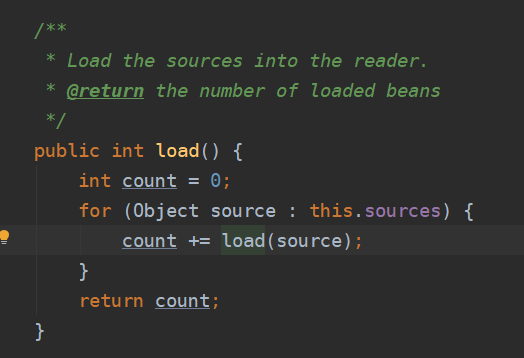 /**
 * Load the sources into the reader.
 * @return the number of loaded beans
 */
public int load() {
    int count = 0;
    for (Object source : this.sources) {
        count += load(source);
    }
    return count;
}